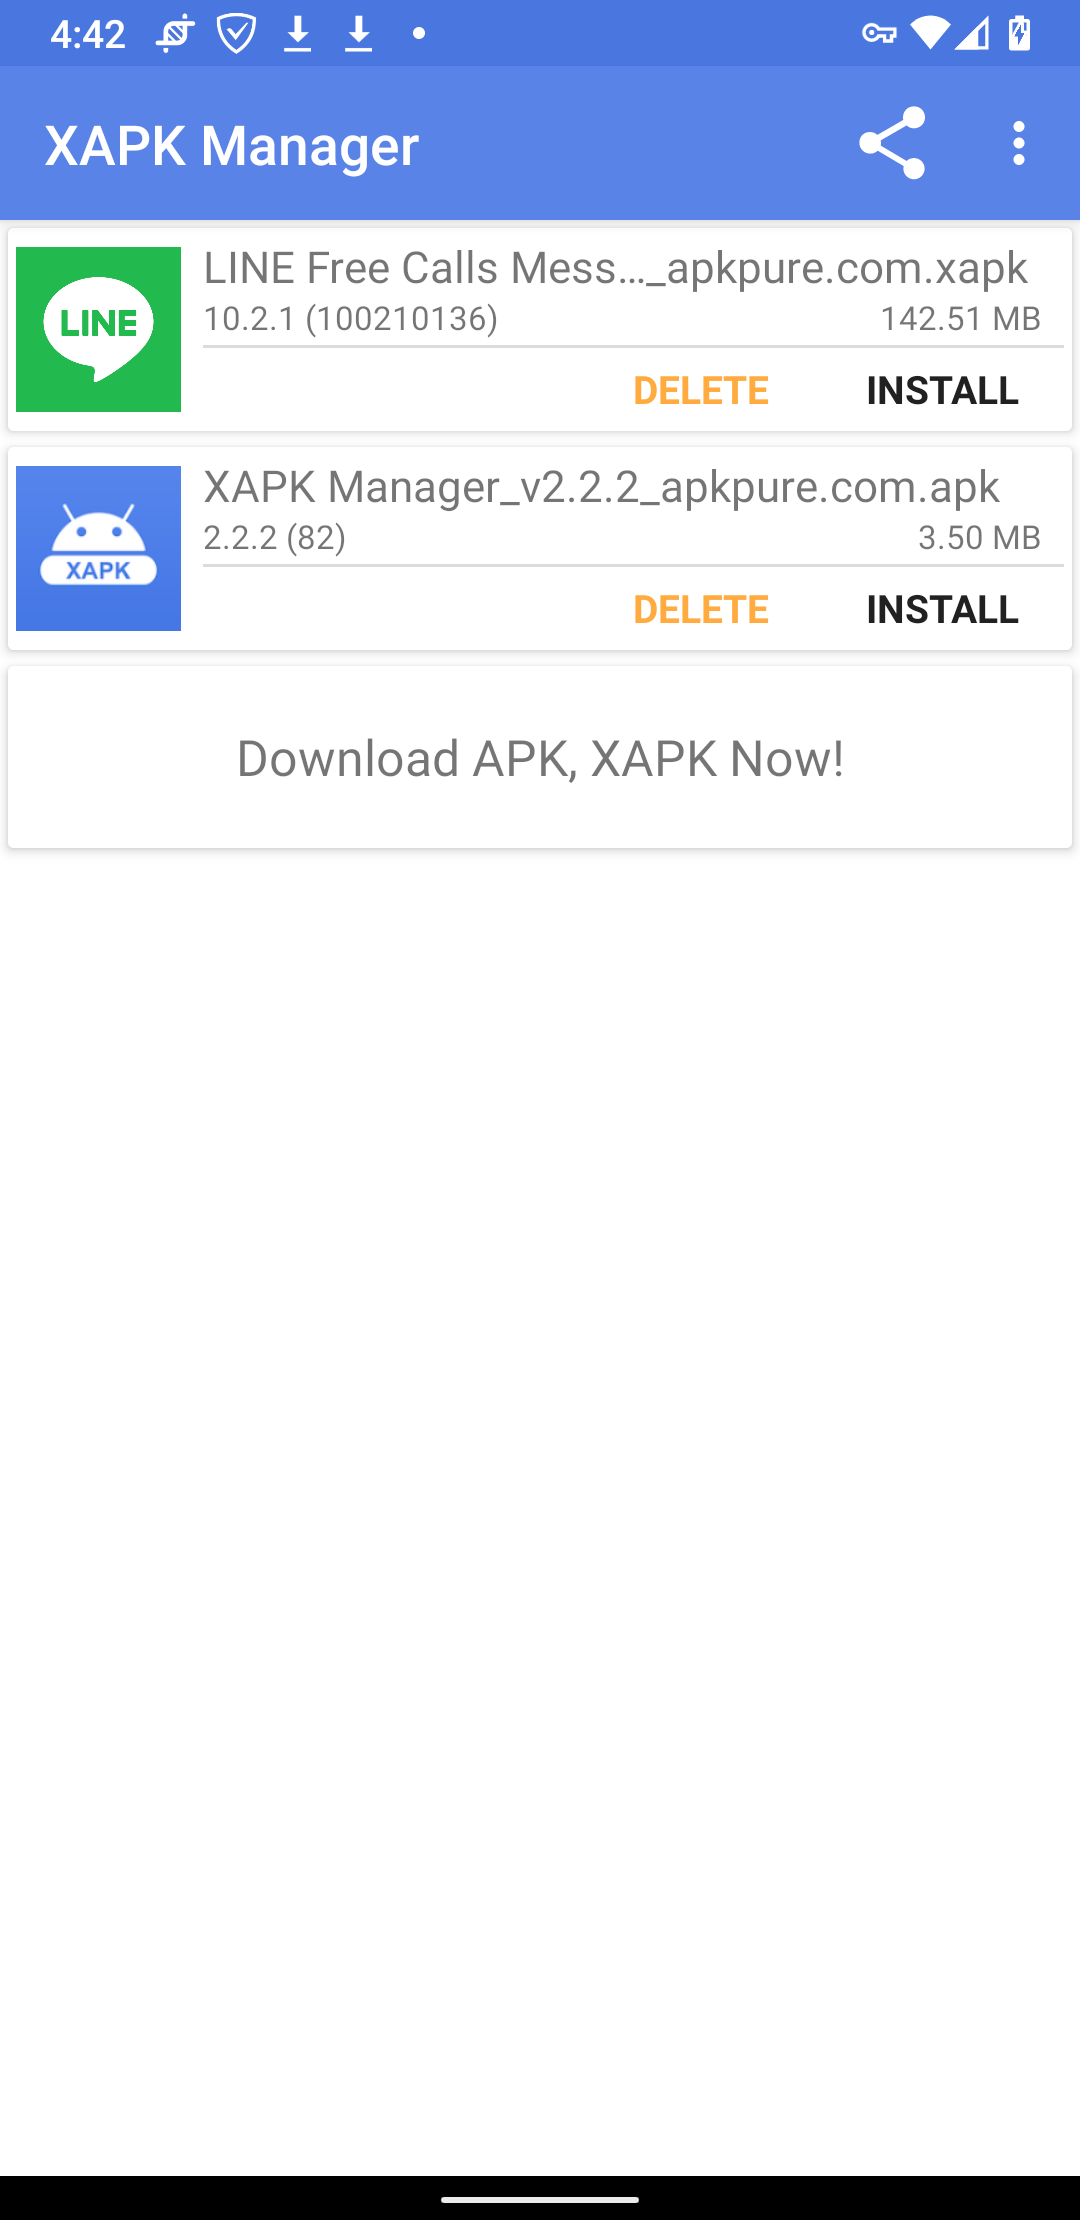 4:42
XAPK Manager
LINE Free Calls Mess..._apkpure.com.xapk
LINE
10.2.1 (100210136) 142.51 MB
DELETE INSTALL
XAPK Manager_v2.2.2_apkpure.com.apk
2.2.2 (82) 3.50 MB
XAPK
DELETE INSTALL
Download APK, XAPK Now!